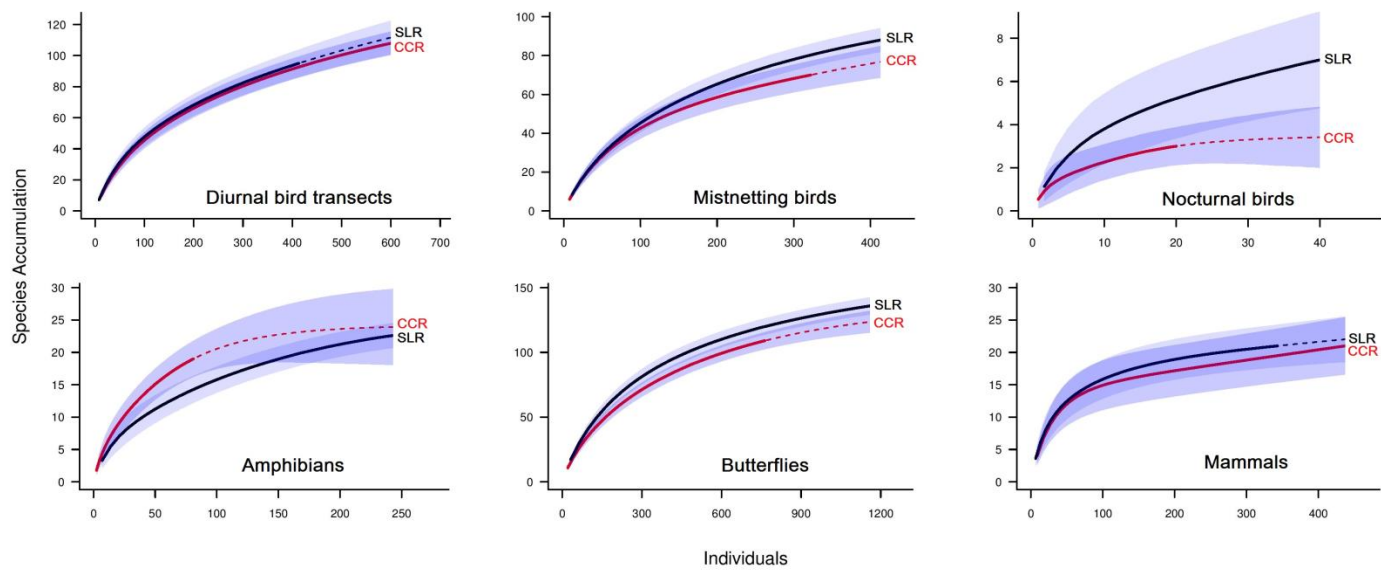 Species Accumulation
120
100
80
60
40
20
0
SLR
CCR
Diurnal bird transects
0 100 200 300 400 500 600 700
100
80
60
40
20
0
SLR
CCR
Mistnetting birds
0 100 200 300 400
8
6
4
2
0
SLR
CCR
Nocturnal birds
0 10 20 30 40
30
25
20
15
10
5
0
CCR
SLR
Amphibians
0 50 100 150 200 250
150
100
50
0
SLR
CCR
Butterflies
0 300 600 900 1200
30
25
20
15
10
5
0
SLR
CCR
Mammals
0 100 200 300 400
Individuals